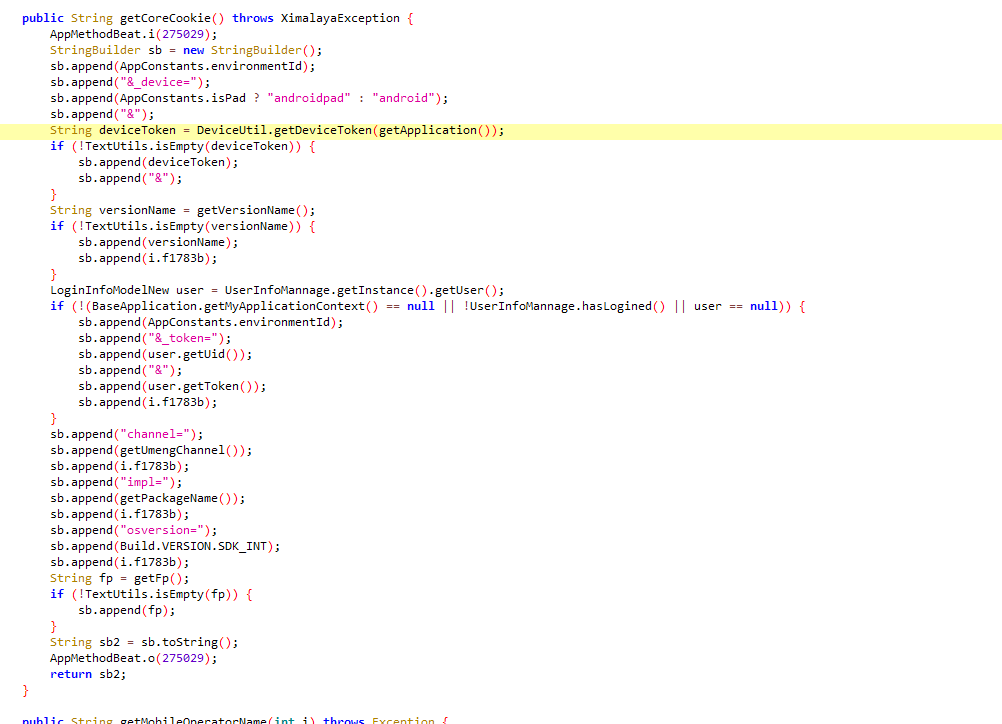 public String getCoreCookie() throws XimalayaException {
AppMethodBeat.i(275029);
StringBuilder sb = new StringBuilder();
sb.append(AppConstants.environmentId);
sb.append("&_device=");
sb.append(AppConstants.isPad ? "androidpad" : "android");
sb.append("&");
String deviceToken = DeviceUtil.getDeviceToken(getApplication());
if (!TextUtils.isEmpty(deviceToken)) {
sb.append(deviceToken);
sb.append("&");
}
String versionName = getVersionName();
if (!TextUtils.isEmpty(versionName)) {
sb.append(versionName);
sb.append(i.f1783b);
}
LoginInfoModelNew user = UserInfoMannage.getInstance().getUser();
if (!(BaseApplication.getMyApplicationContext() == null || !UserInfoMannage.hasLogined() || user == null)) {
sb.append(AppConstants.environmentId);
sb.append("&_token=");
sb.append(user.getUid());
sb.append("&");
sb.append(user.getToken());
sb.append(i.f1783b);
}
sb.append("channel=");
sb.append(getUmengChannel());
sb.append(i.f1783b);
sb.append("impl=");
sb.append(getPackageName());
sb.append(i.f1783b);
sb.append("osversion=");
sb.append(Build.VERSION.SDK_INT);
sb.append(i.f1783b);
String fp = getFp();
if (!TextUtils.isEmpty(fp)) {
sb.append(fp);
}
String sb2 = sb.toString();
AppMethodBeat.o(275029);
return sb2;
}
public String getMobileOperatorName(int i) throws Exception {